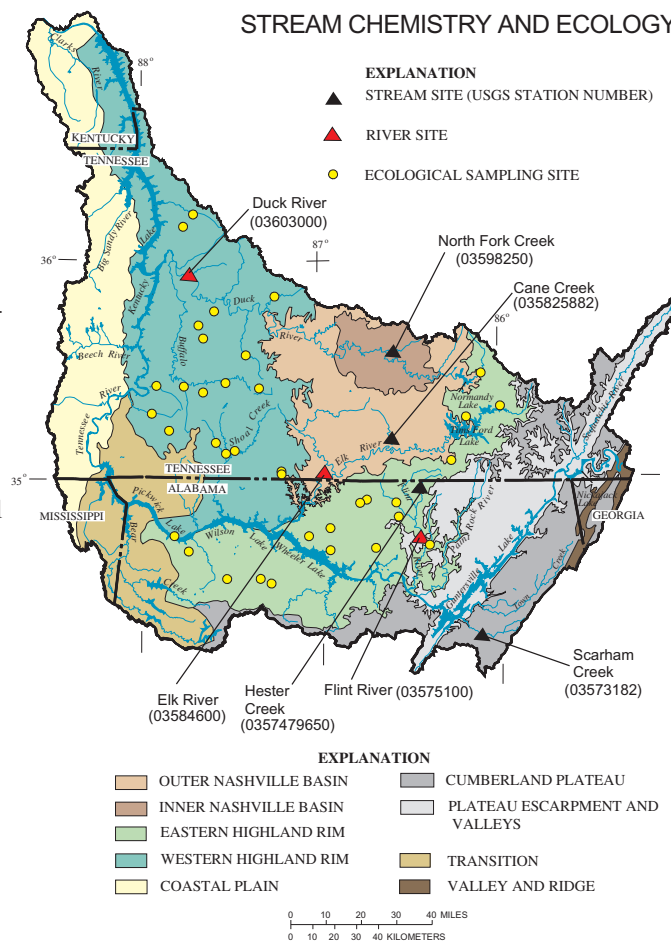 STREAM CHEMISTRY AND ECOLOGY
EXPLANATION
STREAM SITE (USGS STATION NUMBER)
RIVER SITE
ECOLOGICAL SAMPLING SITE
Clarks
River
88°
KENTUCKY
TENNESSEE
Duck River
(03603000)
North Fork Creek
(03598250)
Cane Creek
(035825882)
36°
87°
86°
Big Sandy River
Kentucky
Lake
Duck
River
Buffalo
Beech River
Tennessee
River
Shoal Creek
Normandy
Lake
Tims Ford
Lake
Elk
River
Sequatchie River
35°
TENNESSEE
ALABAMA
MISSISSIPPI
GEORGIA
Pickwick
Lake
Wilson
Lake
Wheeler Lake
Bear
Creek
Flint
Paint Rock River
Guntersville
Lake
Town
Creek
Nickajack
Lake
Elk River
(03584600)
Hester
Creek
(0357479650)
Flint River (03575100)
Scarham
Creek
(03573182)
EXPLANATION
OUTER NASHVILLE BASIN
INNER NASHVILLE BASIN
EASTERN HIGHLAND RIM
WESTERN HIGHLAND RIM
COASTAL PLAIN
CUMBERLAND PLATEAU
PLATEAU ESCARPMENT AND
VALLEYS
TRANSITION
VALLEY AND RIDGE
0 10 20 30 40 MILES
0 10 20 30 40 KILOMETERS